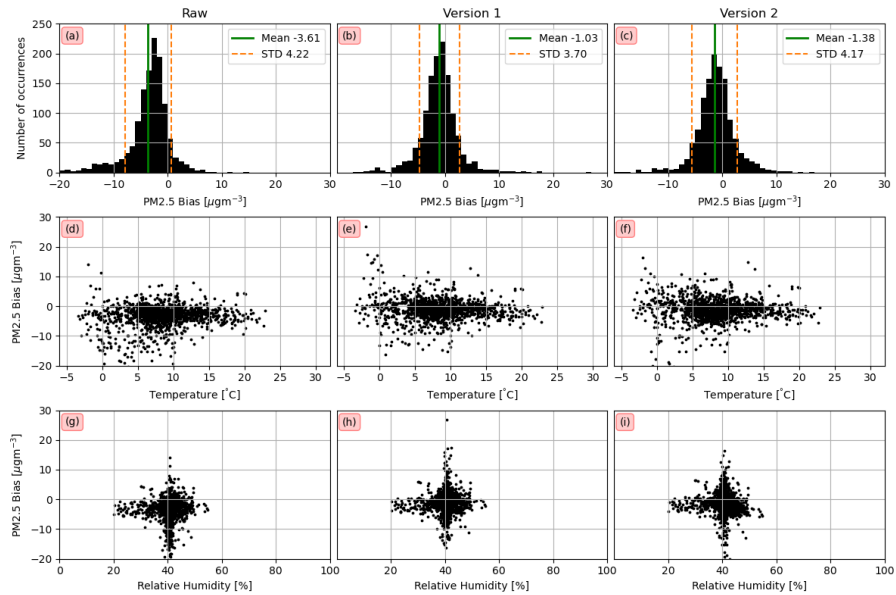 Raw
Version 1
Version 2
(a)
Mean -3.61
STD 4.22
(b)
Mean -1.03
STD 3.70
(c)
Mean -1.38
STD 4.17
Number of occurrences
250
200
150
100
50
0
-20 -10 0 10 20 30
-10 0 10 20 30
-10 0 10 20 30
PM2.5 Bias [μgm⁻³]
PM2.5 Bias [μgm⁻³]
PM2.5 Bias [μgm⁻³]
(d)
(e)
(f)
PM2.5 Bias [μgm⁻³]
30
20
10
0
-10
-20
-5 0 5 10 15 20 25 30
-5 0 5 10 15 20 25 30
-5 0 5 10 15 20 25 30
Temperature [°C]
Temperature [°C]
Temperature [°C]
(g)
(h)
(i)
PM2.5 Bias [μgm⁻³]
30
20
10
0
-10
-20
0 20 40 60 80 100
20 40 60 80 100
20 40 60 80 100
Relative Humidity [%]
Relative Humidity [%]
Relative Humidity [%]